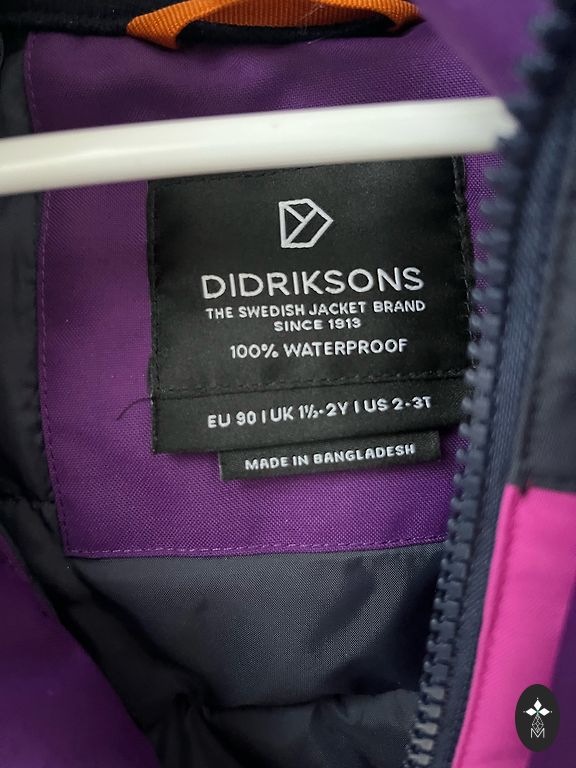 DIDRIKSONS
THE SWEDISH JACKET BRAND
SINCE 1913
100% WATERPROOF
EU 90 I UK 1½-2Y I US 2-3T
MADE IN BANGLADESH